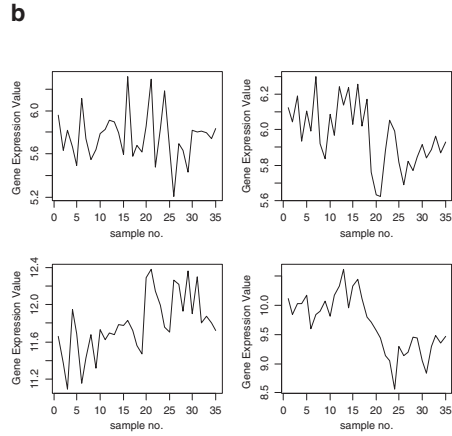 b
Gene Expression Value
5.2 5.6 6.0
0 5 10 15 20 25 30 35
sample no.
Gene Expression Value
5.6 5.8 6.0 6.2
0 5 10 15 20 25 30 35
sample no.
Gene Expression Value
11.2 11.6 12.0 12.4
0 5 10 15 20 25 30 35
sample no.
Gene Expression Value
8.5 9.0 9.5 10.0
0 5 10 15 20 25 30 35
sample no.